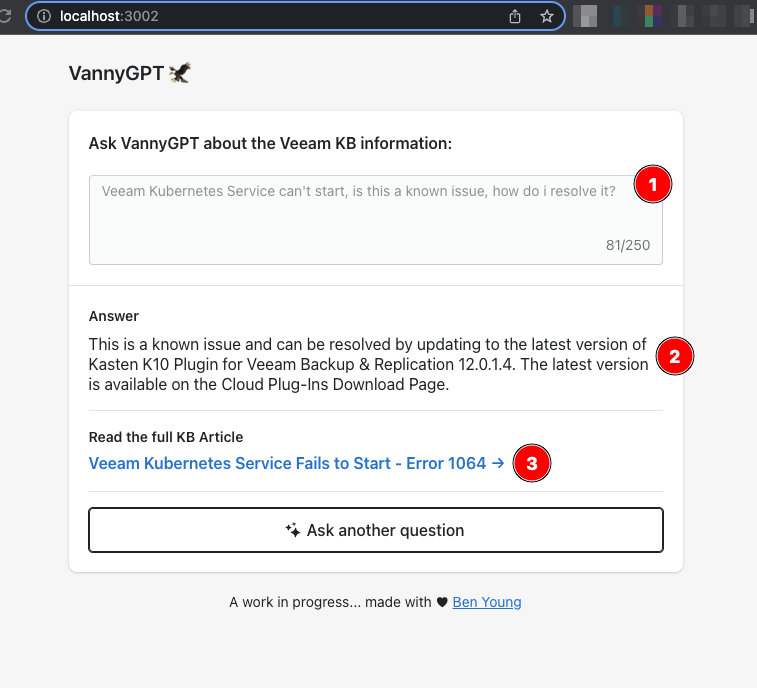 localhost:3002
VannyGPT
Ask VannyGPT about the Veeam KB information:
Veeam Kubernetes Service can't start, is this a known issue, how do i resolve it?
1
81/250
Answer
This is a known issue and can be resolved by updating to the latest version of
Kasten K10 Plugin for Veeam Backup & Replication 12.0.1.4. The latest version
is available on the Cloud Plug-Ins Download Page.
2
Read the full KB Article
Veeam Kubernetes Service Fails to Start - Error 1064 →
3
Ask another question
A work in progress... made with ♥ Ben Young